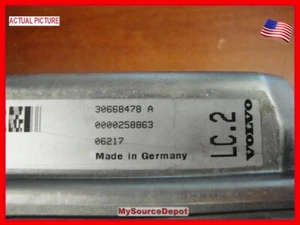 ACTUAL PICTURE
30668478 A
0000258863
06217
Made in Germany
LC.2
VOLVO
MySourceDepot